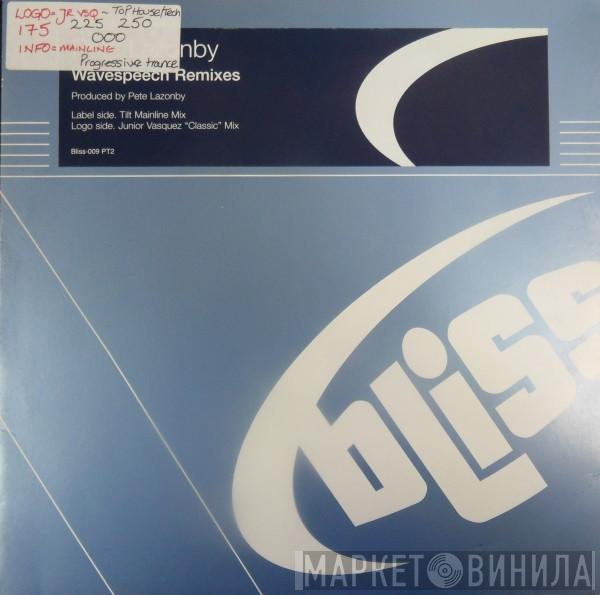 LOGO = JR VSQ ~ TOP House/Tech
175 225 250
000
INFO = MAINLINE
Progressive trance
Lazonby
Wavespeech Remixes
Produced by Pete Lazonby
Label side. Tilt Mainline Mix
Logo side. Junior Vasquez “Classic” Mix
Bliss-009 PT2
bliss
МАРКЕТ ВИНИЛА